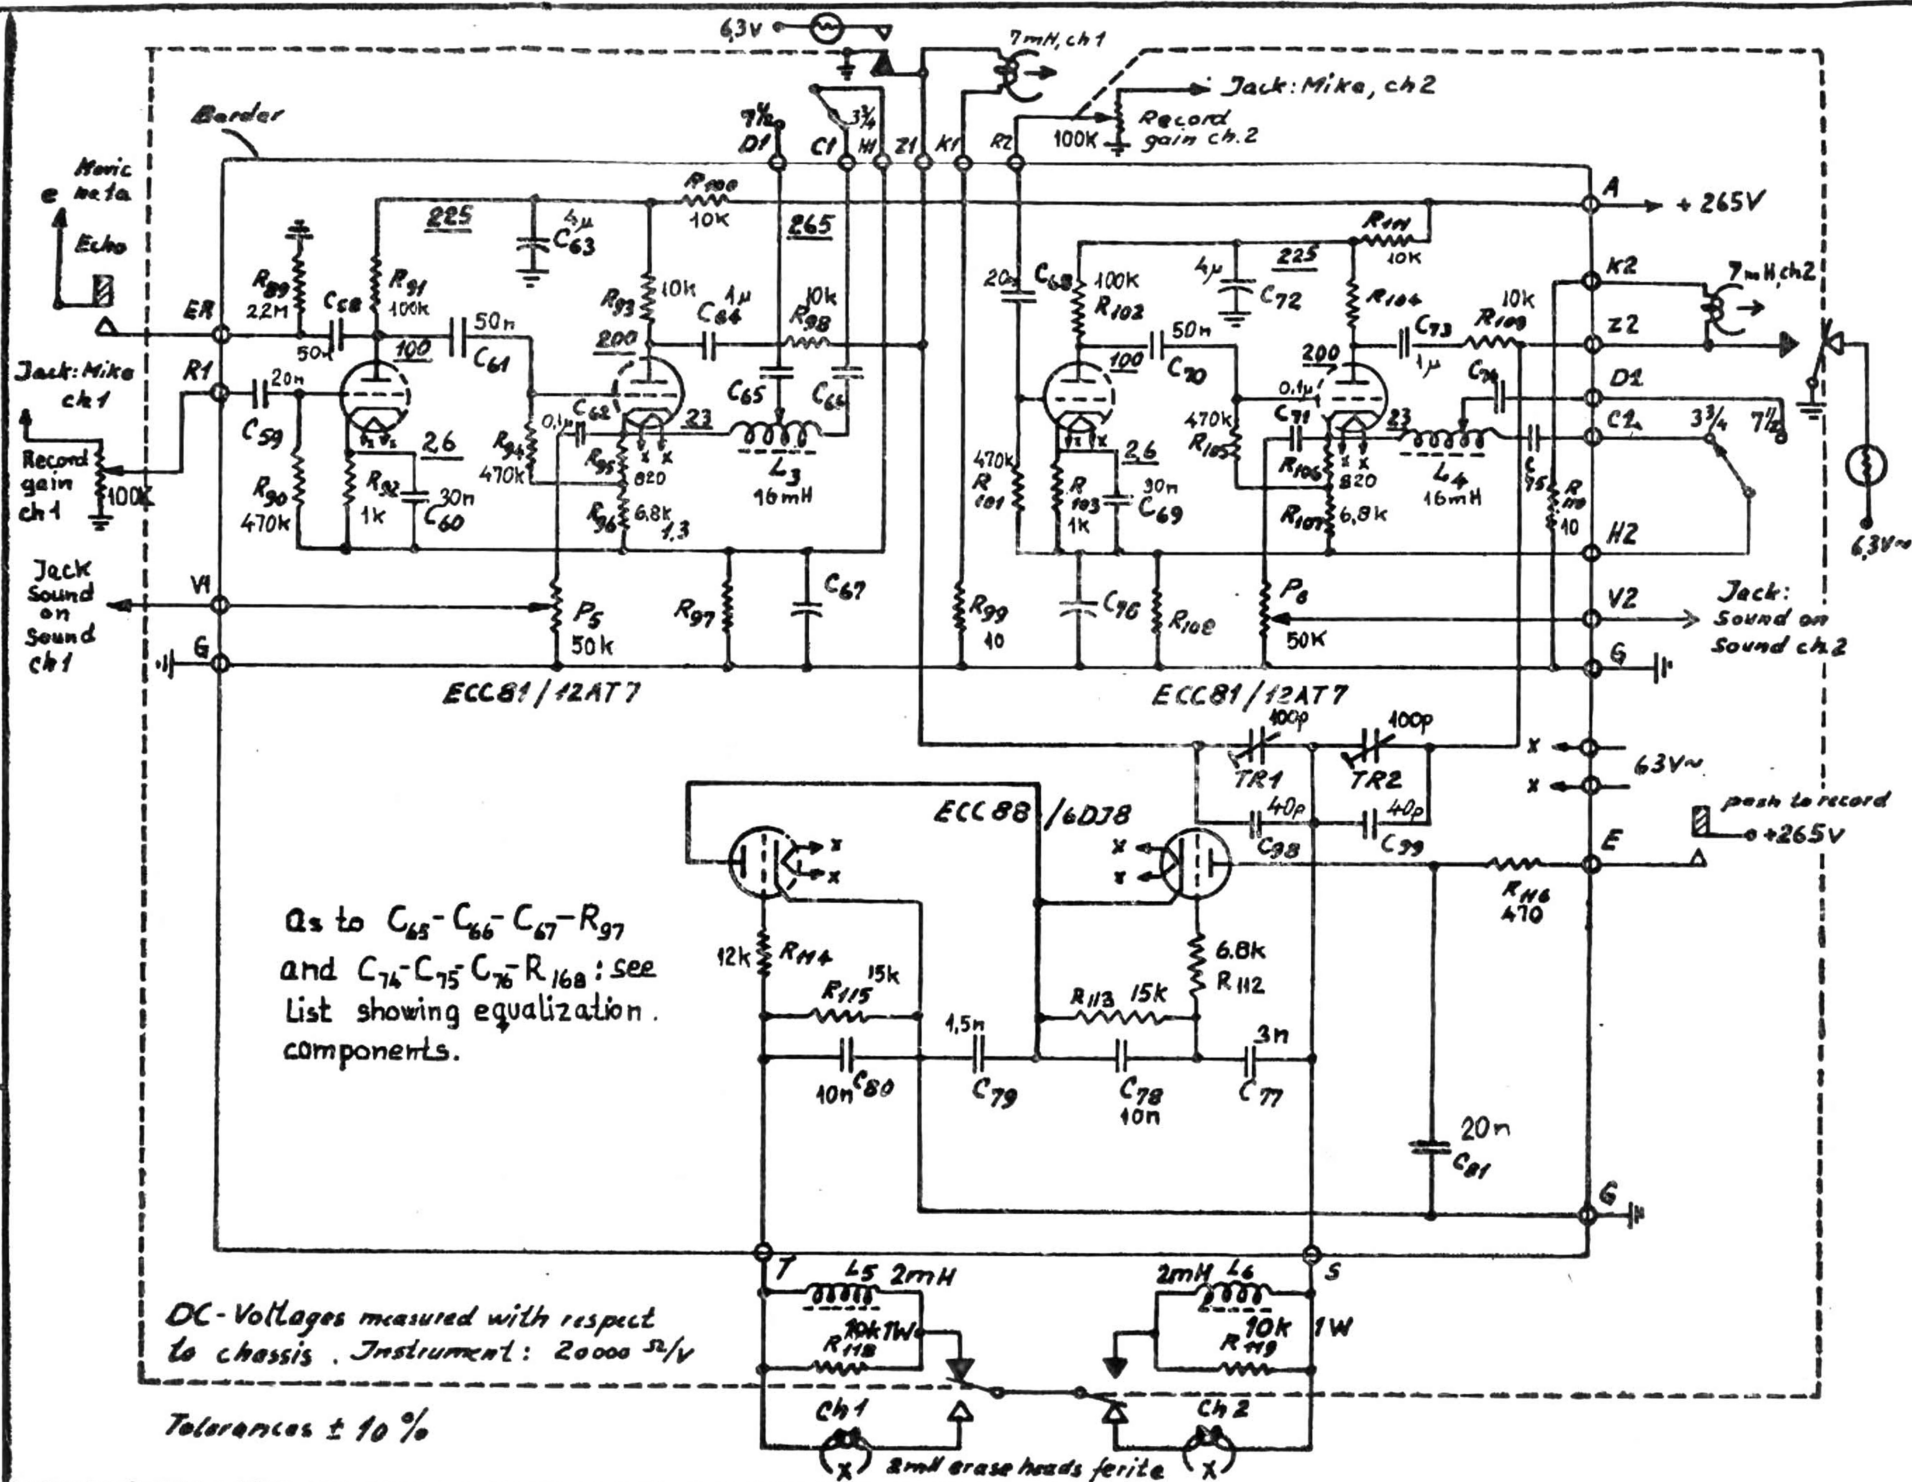 6,3V
7mH, ch1
Jack: Mike, ch2
Record
gain ch.2
100K
Border
7½
D1
3¾
C1
H1
Z1
K1
R2
A
+ 265V
e
Echo
R89
2,2M
C58
50n
R91
100k
225
4μ
C63
R100
10k
265
R93
10k
C64
1μ
10k
R98
ER
R1
Jack: Mike
ch1
Record
gain
ch1
100K
20n
C59
100
50n
C61
200
0,1μ
C62
23
C65
C66
L3
16mH
R90
470k
R92
1k
2,6
30n
C60
R94
470k
R95
820
R96
6,8k
1,3
Jack
Sound
on
Sound
ch1
V1
G
P5
50k
R97
C67
R99
10
ECC81/12AT7
20n
C68
100k
R102
4μ
C72
225
R111
10k
R104
C73
1μ
10k
R109
K2
7mH, ch2
Z2
D1
C2
3¾
7½
H2
6,3V~
100
50n
C70
200
0,1μ
C71
23
C74
L4
16mH
C75
R110
10
470k
R101
R103
1k
2,6
30n
C69
470k
R105
R106
820
R107
6,8k
C76
R108
P6
50K
V2
Jack:
Sound on
Sound ch.2
G
ECC81/12AT7
100p
TR1
100p
TR2
40p
C98
40p
C99
x
x
63V~
push to record
+265V
E
R116
470
ECC88/6DJ8
x
x
x
x
as to C65-C66-C67-R97
and C74-C75-C76-R168: see
List showing equalization.
components.
12k
R114
R115
15k
6.8k
R112
R113
15k
10n
C80
1,5n
C79
C78
10n
3n
C77
20n
C81
G
T
S
L5
2mH
10k1W
R118
2mH
L6
10k
1W
R119
DC-Voltages measured with respect
to chassis. Instrument: 20000 Ω/V
Tolerances ± 10 %
Ch1
Ch2
(X)
2mH erase heads ferite
(X)